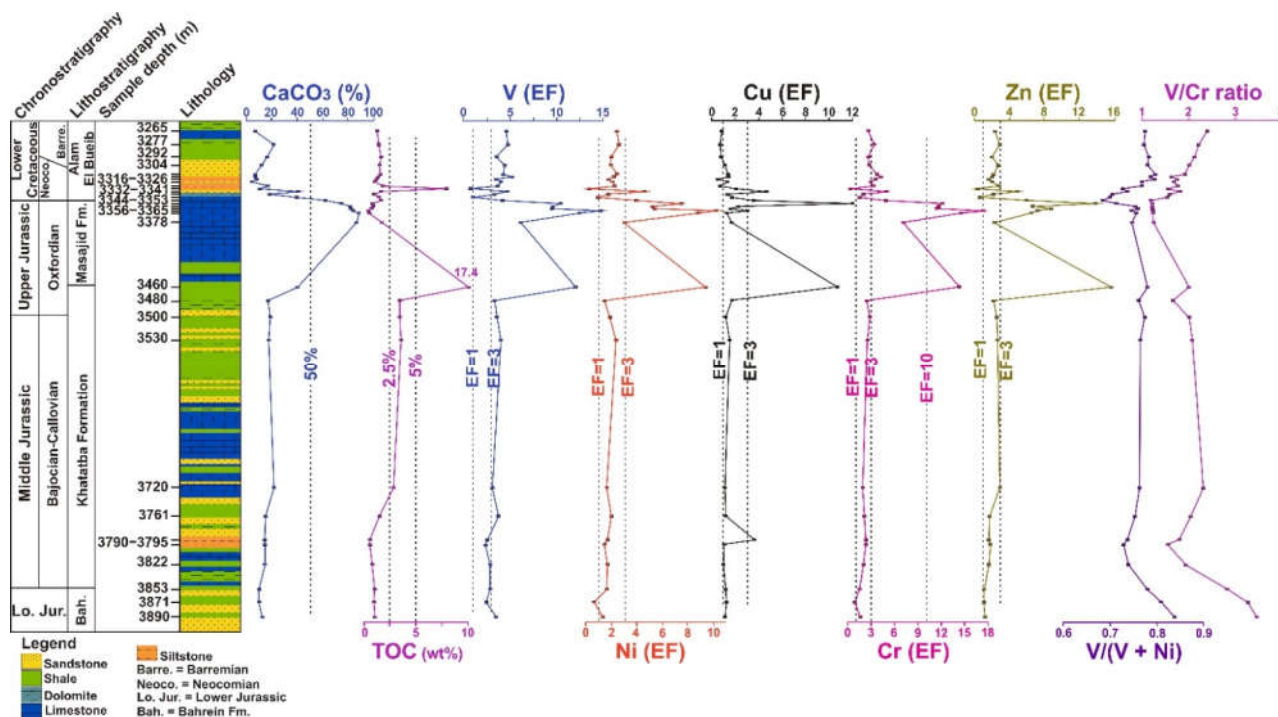 Chronostratigraphy
Lithostratigraphy
Sample depth (m)
Lithology
CaCO3 (%)
0 20 40 60 80 100
V (EF)
0 5 10 15
Cu (EF)
0 3 6 9 12
Zn (EF)
0 4 8 12 16
V/Cr ratio
1 2 3
Lower Cretaceous
Upper Jurassic
Middle Jurassic
Lo. Jur.
Barre.
Neoco.
Oxfordian
Bajocian-Callovian
Alam El Bueib
Masajid Fm.
Khatatba Formation
Bah.
3265
3277
3292
3304
3316 3326
3332 3341
3344 3353
3356 3365
3378
3460
3480
3500
3530
3720
3761
3790 3795
3822
3853
3871
3890
17.4
50%
2.5%
5%
EF=1
EF=3
EF=1
EF=3
EF=1
EF=3
EF=1
EF=3
EF=10
EF=1
EF=3
0 5 10
TOC (wt%)
0 2 4 6 8 10
Ni (EF)
0 3 6 9 12 15 18
Cr (EF)
0.6 0.7 0.8 0.9
V/(V + Ni)
Legend
Sandstone
Shale
Dolomite
Limestone
Siltstone
Barre. = Barremian
Neoco. = Neocomian
Lo. Jur. = Lower Jurassic
Bah. = Bahrein Fm.